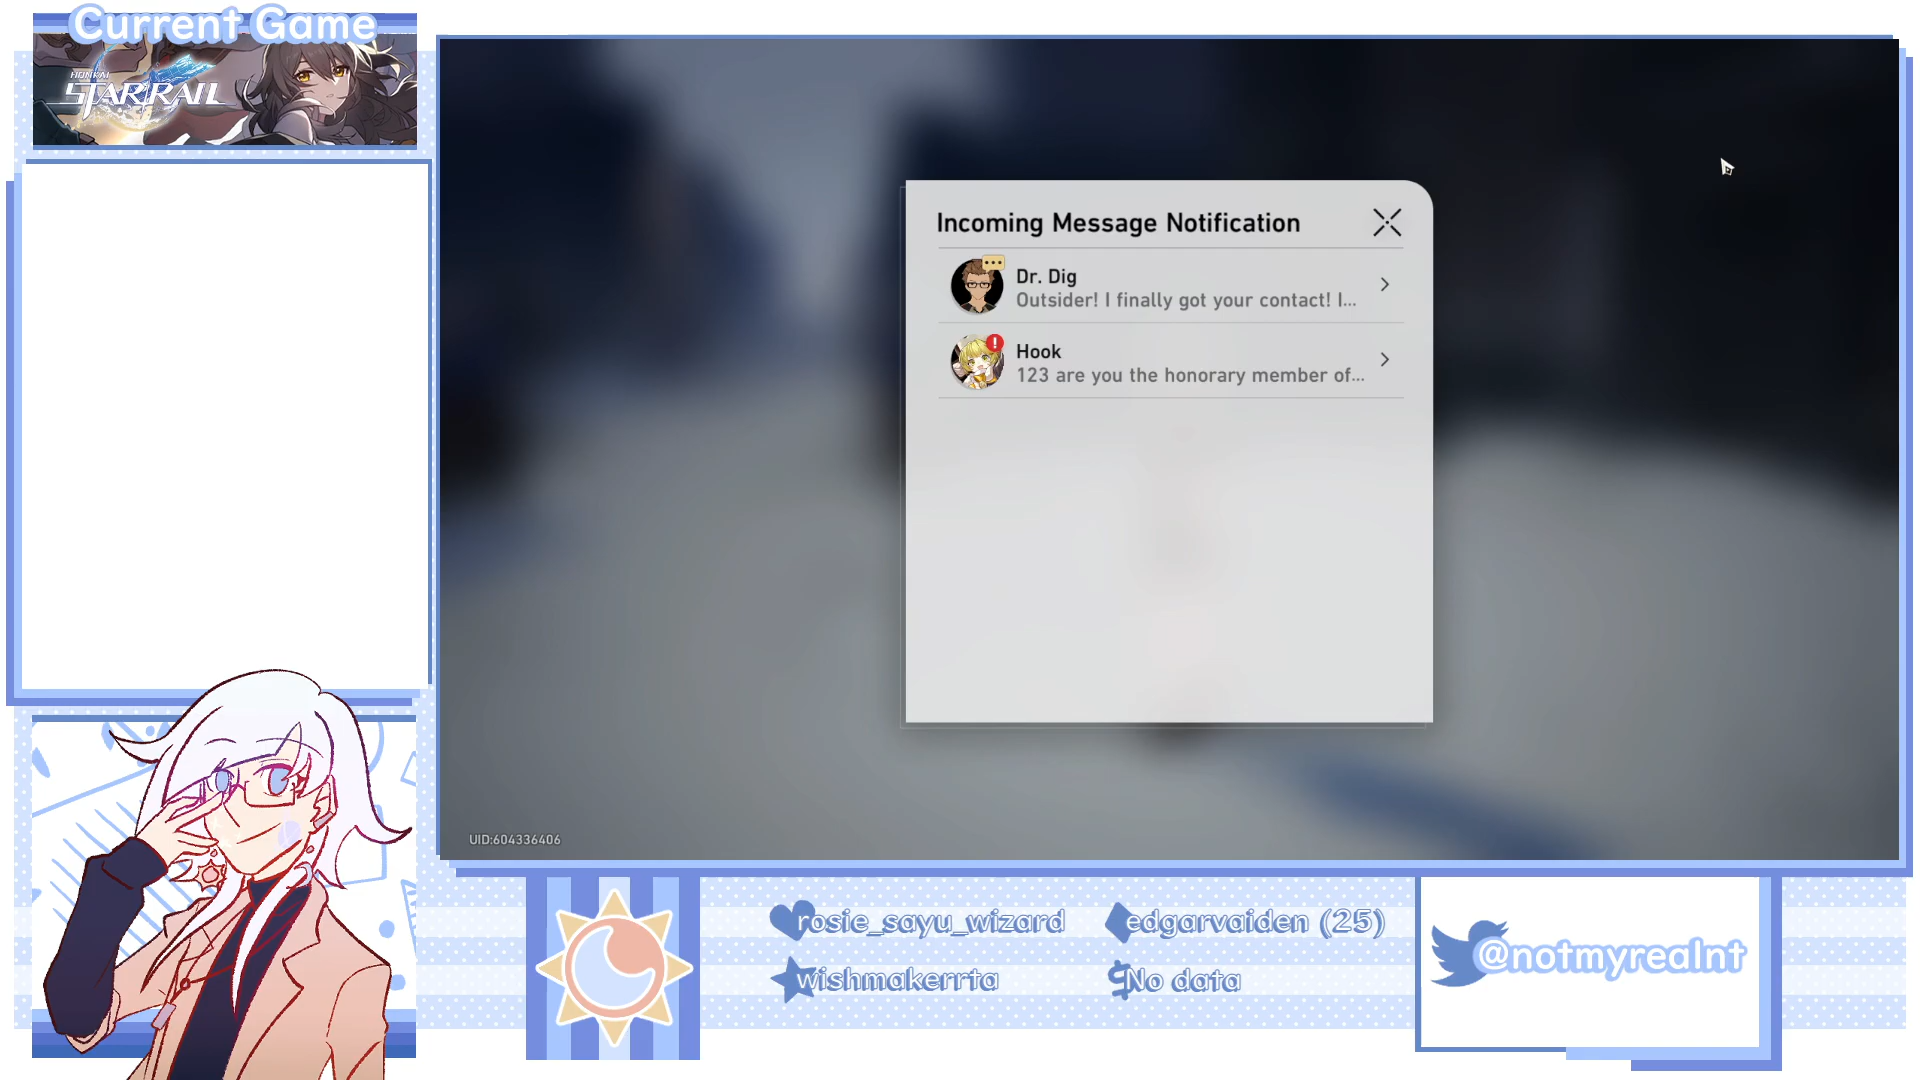 Current Game
HONKAI
STAR RAIL
Incoming Message Notification
Dr. Dig
Outsider! I finally got your contact! I...
Hook
123 are you the honorary member of...
UID:604336406
rosie_sayu_wizard
edgarvaiden (25)
wishmakerrta
No data
@notmyrealnt